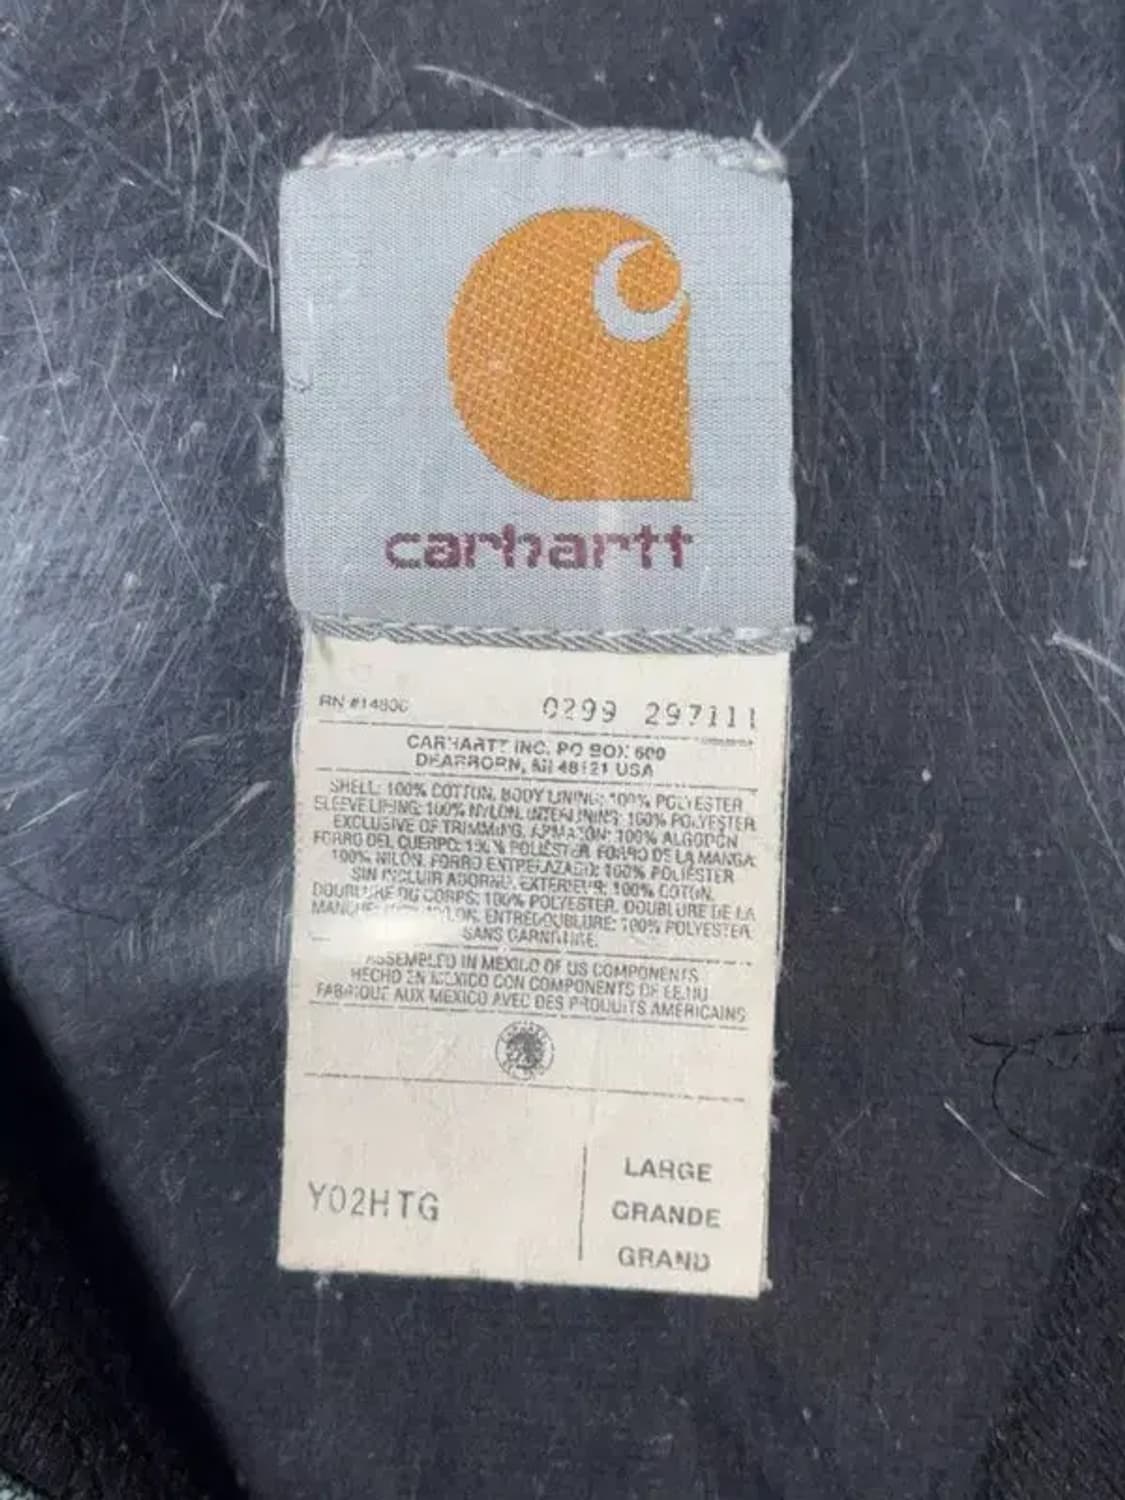 carhartt
RN #14806
0299 297111
CARHARTT INC. PO BOX 600
DEARBORN, MI 48121 USA
SHELL: 100% COTTON, BODY LINING: 100% POLYESTER
SLEEVE LINING: 100% NYLON, INTERLINING: 100% POLYESTER
EXCLUSIVE OF TRIMMING. ARMAZON: 100% ALGODON
FORRO DEL CUERPO: 100% POLIESTER FORRO DE LA MANGA:
100% NILON, FORRO ENTRELAZADO: 100% POLIÉSTER
SIN INCLUIR ADORNO. EXTERIEUR: 100% COTON,
DOUBLURE DU CORPS: 100% POLYESTER, DOUBLURE DE LA
MANCHE: NYLON, ENTREDOUBLURE: 100% POLYESTER
SANS GARNITURE.
ASSEMBLED IN MEXICO OF US COMPONENTS
HECHO EN MEXICO CON COMPONENTS DE EE.UU
FABRIQUE AUX MEXICO AVEC DES PRODUITS AMERICAINS
Y02HTG
LARGE
GRANDE
GRAND